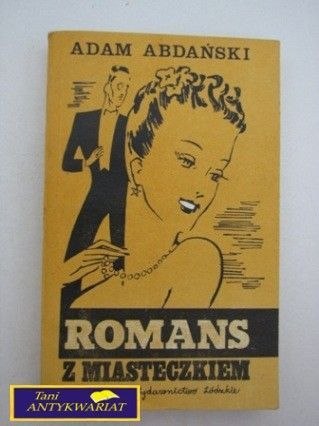 ADAM ABDAŃSKI
ROMANS
Z MIASTECZKIEM
Wydawnictwo Łódzkie
Tani
ANTYKWARIAT